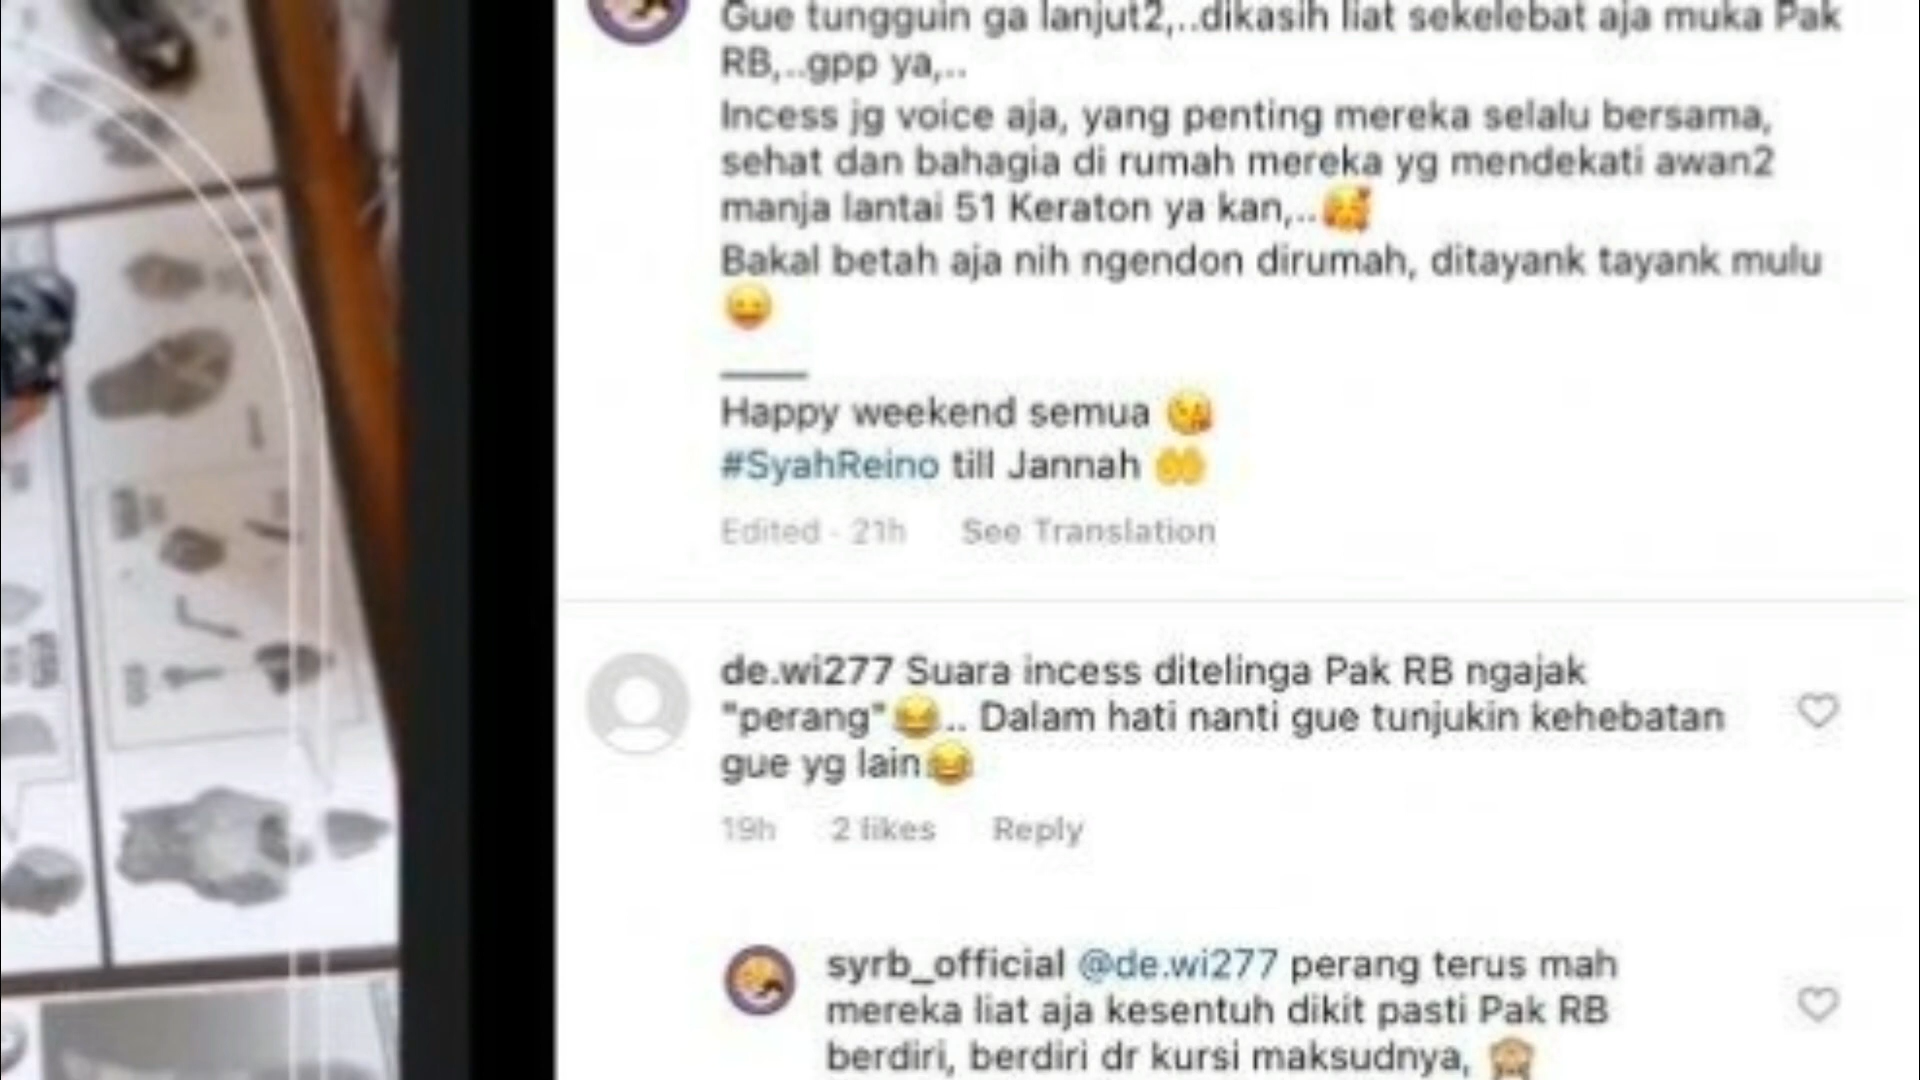 Gue tungguin ga lanjut2,..dikasih liat sekelebat aja muka Pak
RB,..gpp ya,..
Incess jg voice aja, yang penting mereka selalu bersama,
sehat dan bahagia di rumah mereka yg mendekati awan2
manja lantai 51 Keraton ya kan,..🥰
Bakal betah aja nih ngendon dirumah, ditayank tayank mulu
😛
Happy weekend semua 😘
#SyahReino till Jannah 🤲
Edited · 21h See Translation
de.wi277 Suara incess ditelinga Pak RB ngajak
"perang"😂.. Dalam hati nanti gue tunjukin kehebatan
gue yg lain😂
19h 2 likes Reply
syrb_official @de.wi277 perang terus mah
mereka liat aja kesentuh dikit pasti Pak RB
berdiri, berdiri dr kursi maksudnya, 🙈